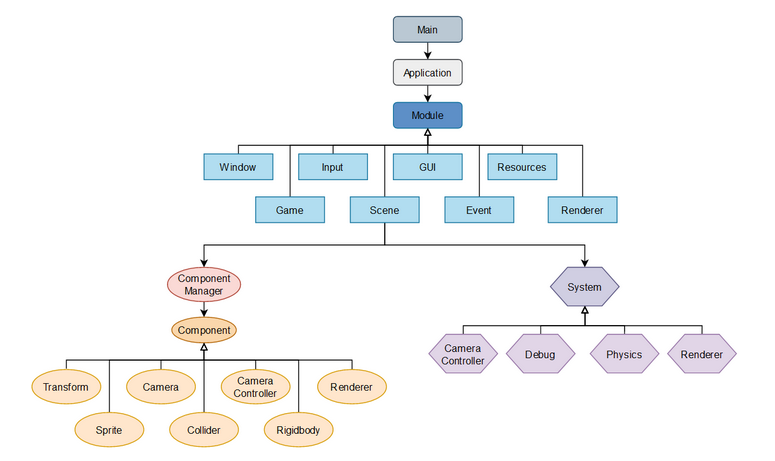 Main
Application
Module
Window
Input
GUI
Resources
Game
Scene
Event
Renderer
Component
Manager
System
Component
Camera
Controller
Debug
Physics
Renderer
Transform
Camera
Camera
Controller
Renderer
Sprite
Collider
Rigidbody